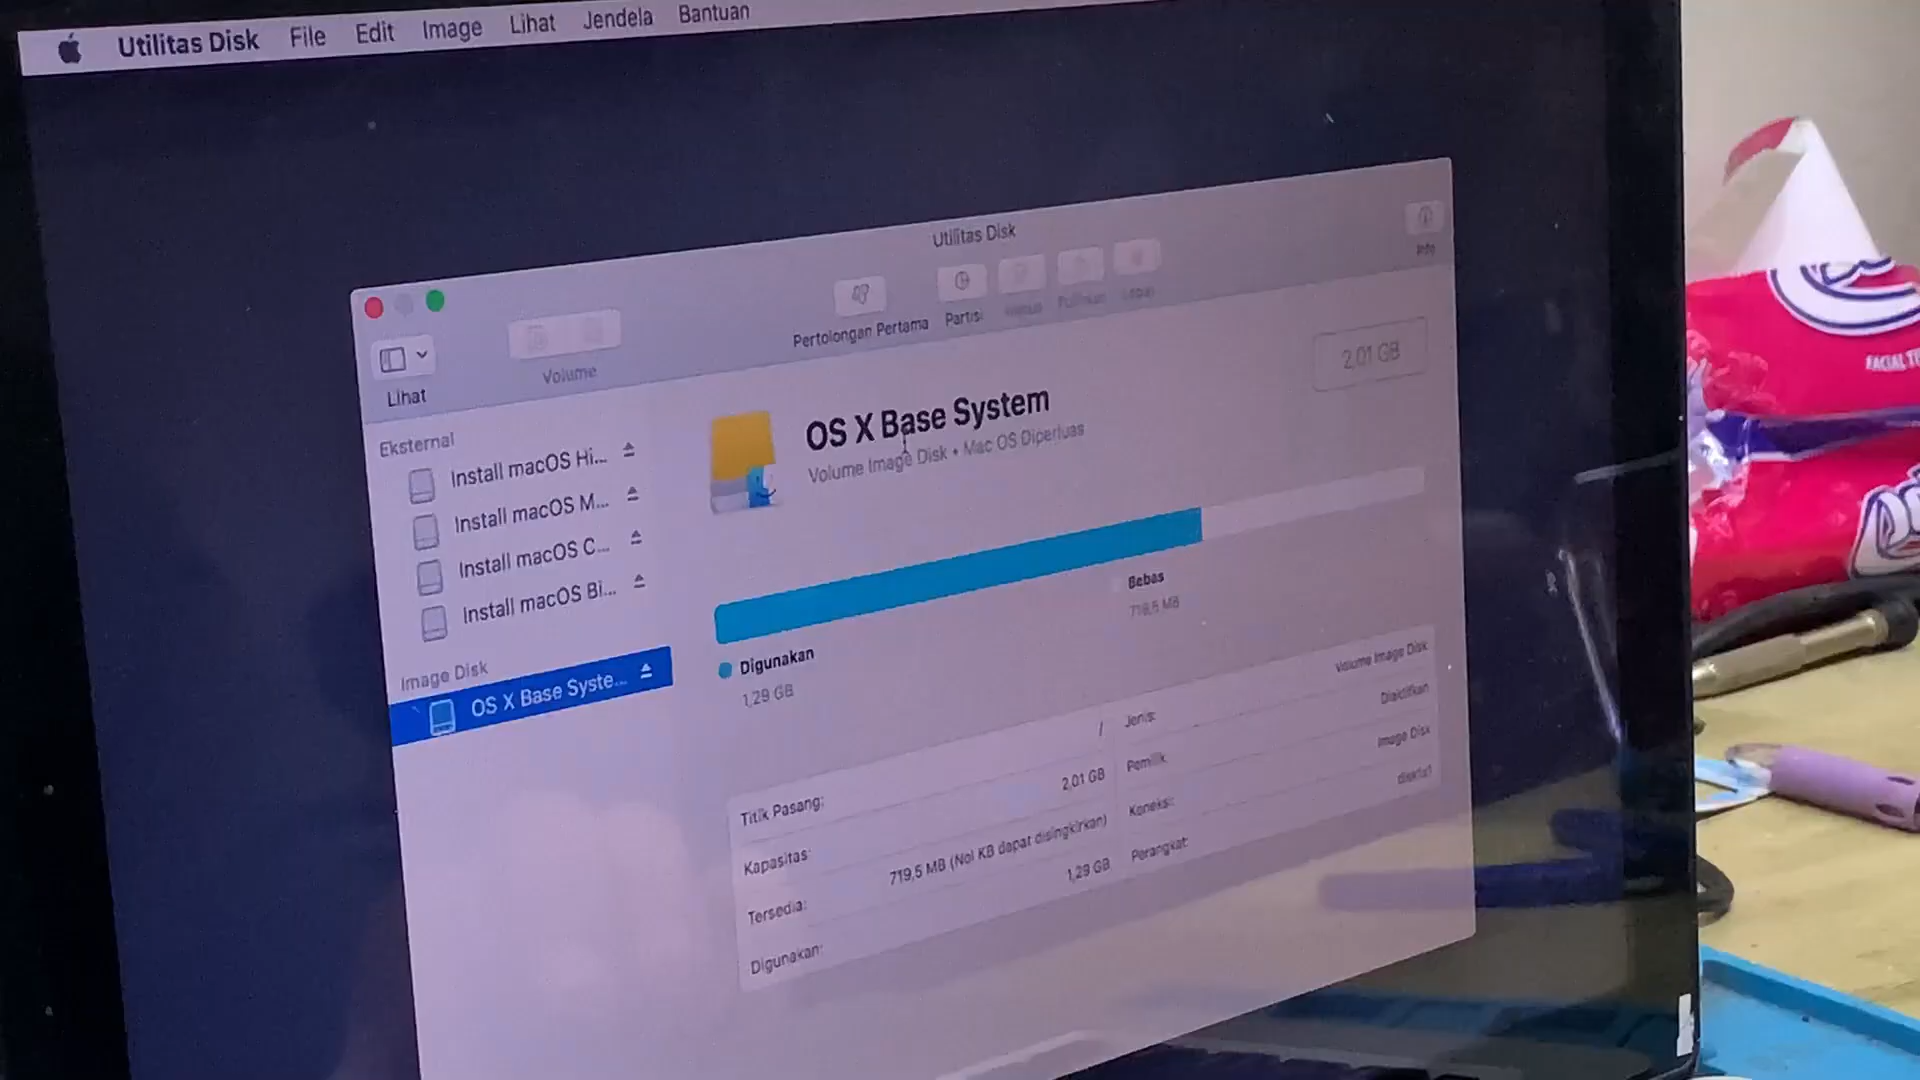 Utilitas Disk File Edit Image Lihat Jendela Bantuan
Utilitas Disk
Lihat
Volume
Pertolongan Pertama
Partisi
Info
Eksternal
Install macOS Hi...
Install macOS M...
Install macOS C...
Install macOS Bi...
Image Disk
OS X Base Syste...
OS X Base System
Volume Image Disk • Mac OS Diperluas
2,01 GB
Digunakan
1,29 GB
Bebas
719,5 MB
Titik Pasang: /
Kapasitas: 2,01 GB
Tersedia: 719,5 MB (Nol KB dapat disingkirkan)
Digunakan: 1,29 GB
Jenis: Volume Image Disk
Pemilik: Diaktifkan
Koneksi: Image Disk
Perangkat: disk1s1
FACIAL